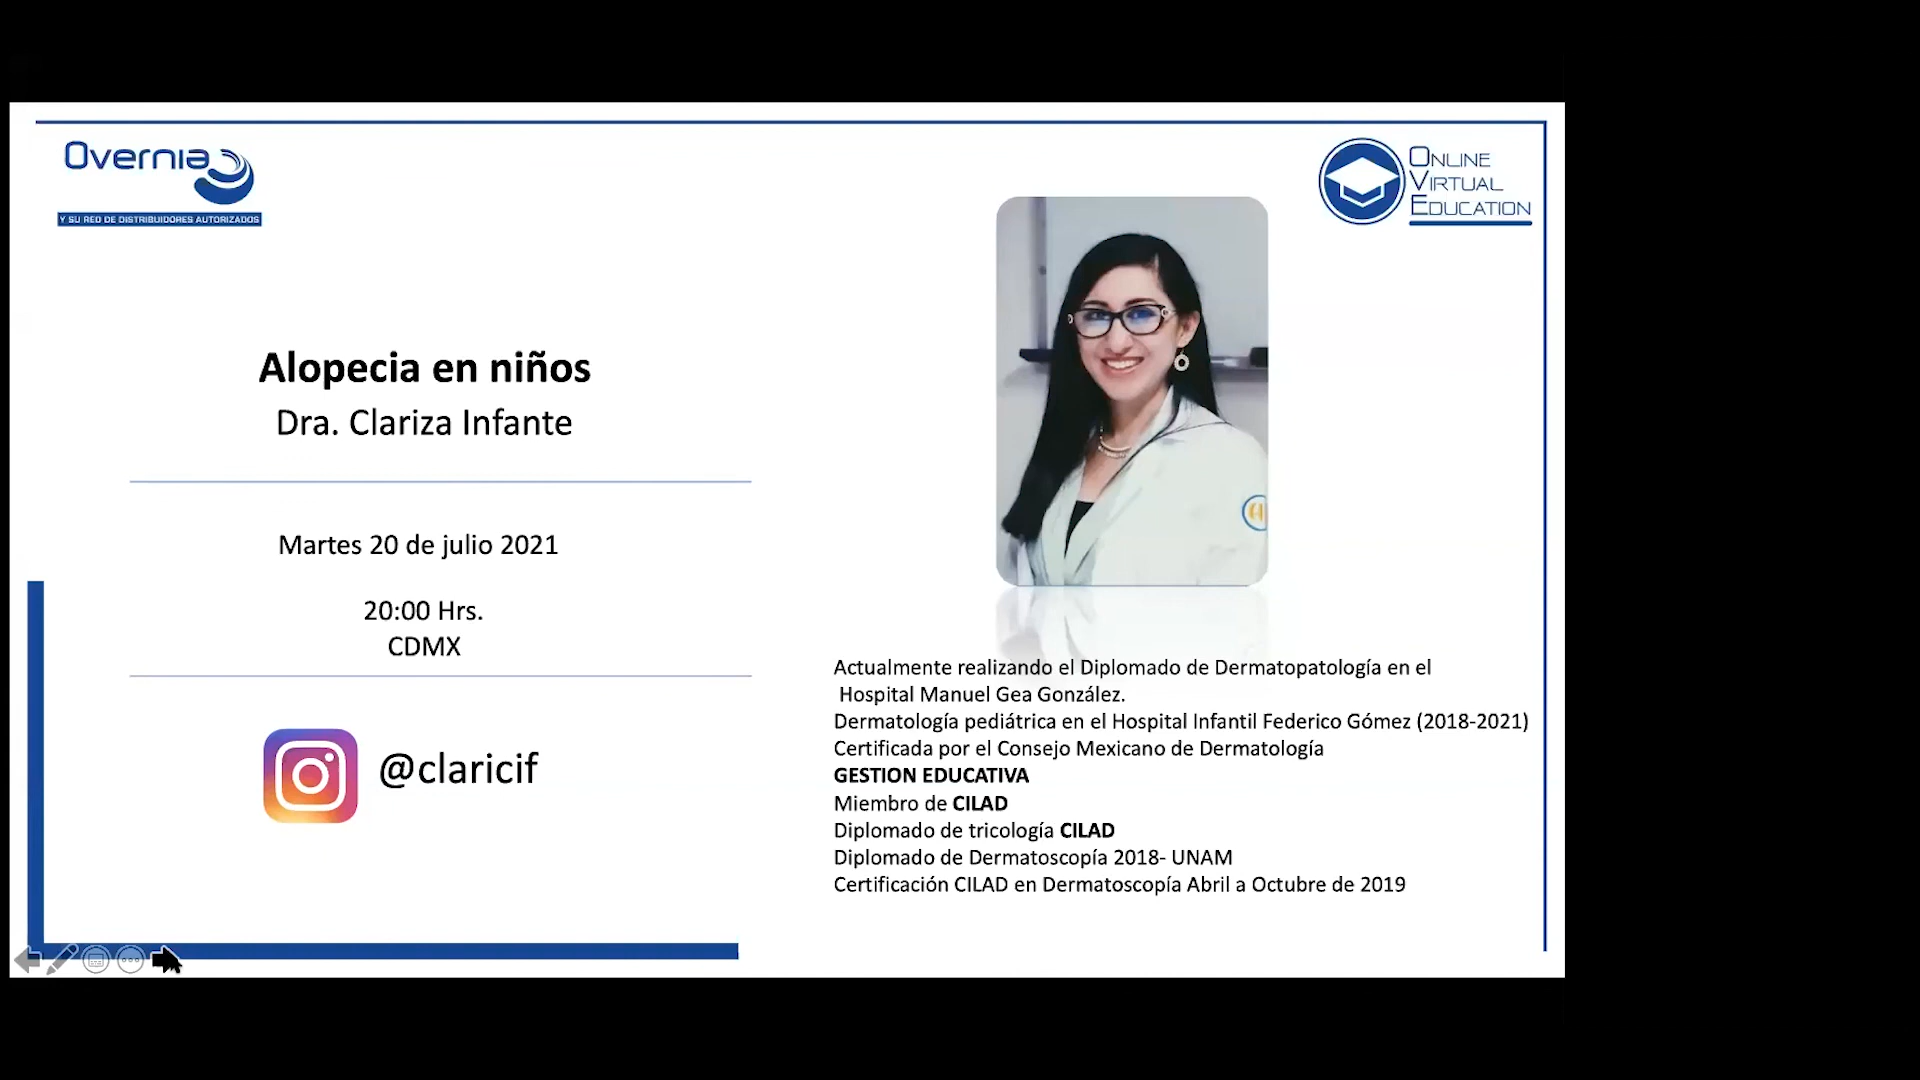 Overnia
Y SU RED DE DISTRIBUIDORES AUTORIZADOS
ONLINE
VIRTUAL
EDUCATION
Alopecia en niños
Dra. Clariza Infante
Martes 20 de julio 2021
20:00 Hrs.
CDMX
@claricif
Actualmente realizando el Diplomado de Dermatopatología en el
Hospital Manuel Gea González.
Dermatología pediátrica en el Hospital Infantil Federico Gómez (2018-2021)
Certificada por el Consejo Mexicano de Dermatología
GESTION EDUCATIVA
Miembro de CILAD
Diplomado de tricología CILAD
Diplomado de Dermatoscopía 2018- UNAM
Certificación CILAD en Dermatoscopía Abril a Octubre de 2019